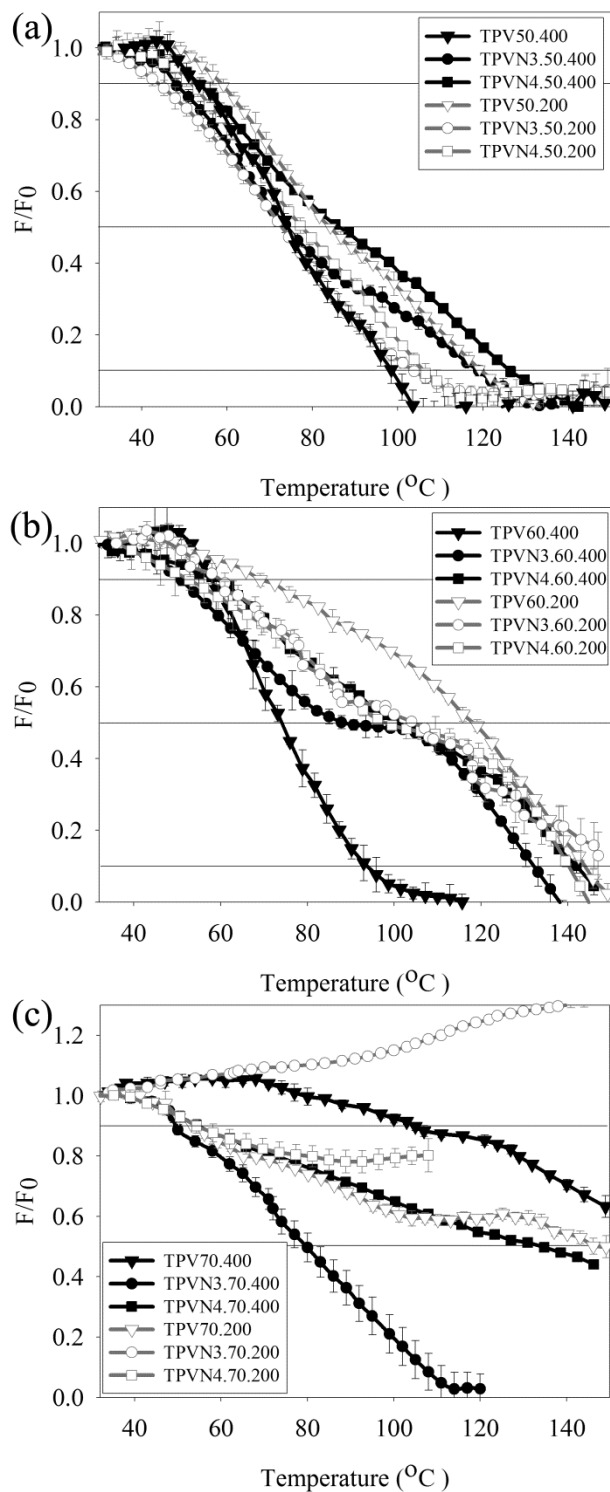 (a)
1.0
0.8
0.6
0.4
0.2
0.0
F/F0
TPV50.400
TPVN3.50.400
TPVN4.50.400
TPV50.200
TPVN3.50.200
TPVN4.50.200
40 60 80 100 120 140
Temperature (°C)
(b)
1.0
0.8
0.6
0.4
0.2
0.0
F/F0
TPV60.400
TPVN3.60.400
TPVN4.60.400
TPV60.200
TPVN3.60.200
TPVN4.60.200
40 60 80 100 120 140
Temperature (°C)
(c)
1.2
1.0
0.8
0.6
0.4
0.2
0.0
F/F0
TPV70.400
TPVN3.70.400
TPVN4.70.400
TPV70.200
TPVN3.70.200
TPVN4.70.200
40 60 80 100 120 140
Temperature (°C)